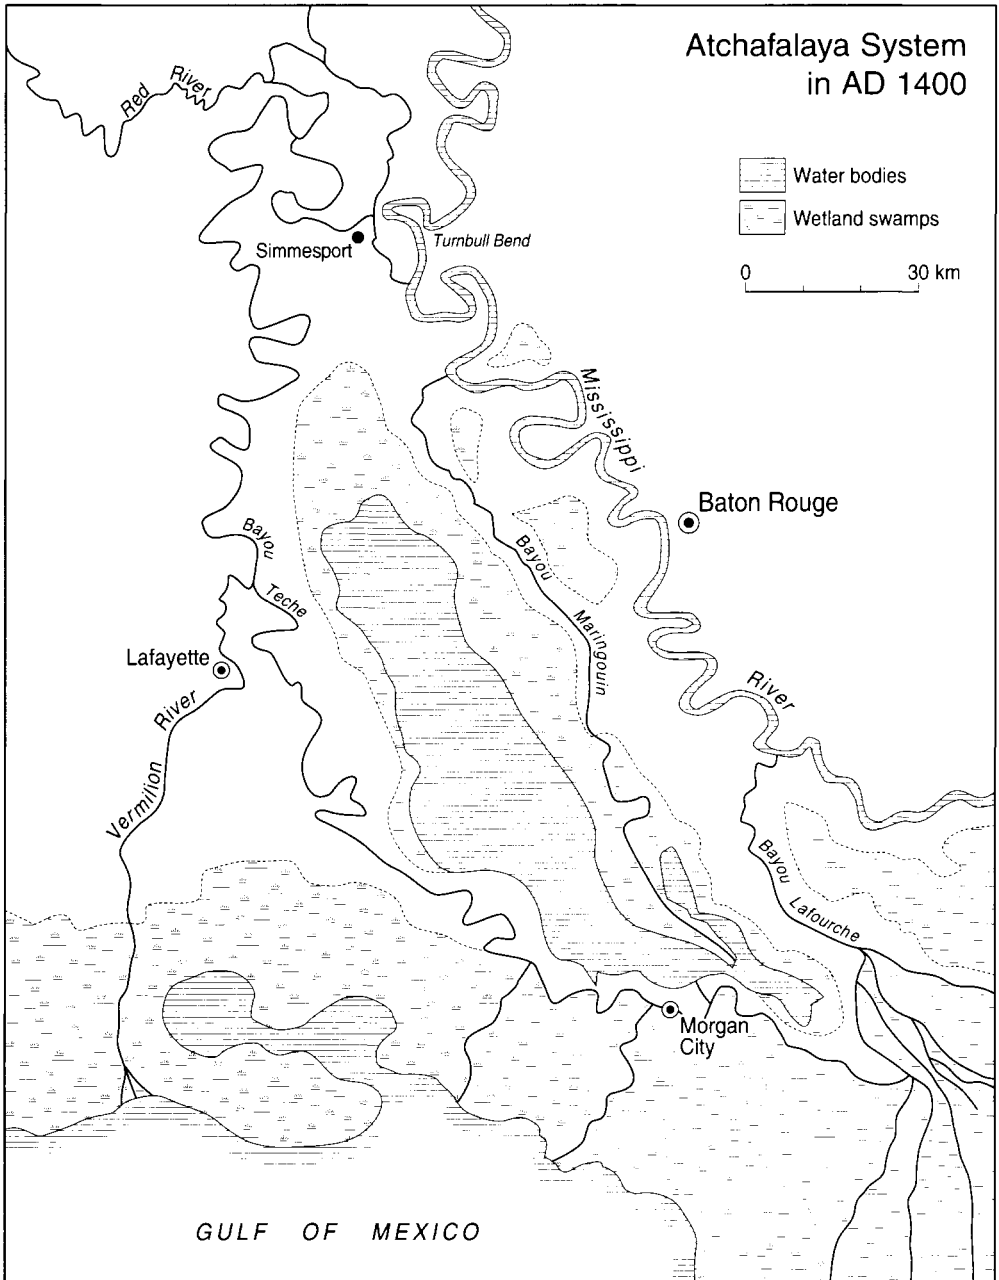 Atchafalaya System
in AD 1400
Red River
Water bodies
Wetland swamps
Simmesport
Turnbull Bend
0 30 km
Mississippi
Baton Rouge
Bayou
Bayou
Teche
Maringouin
Lafayette
River
River
Vermilion
Bayou
Lafourche
Morgan
City
GULF OF MEXICO